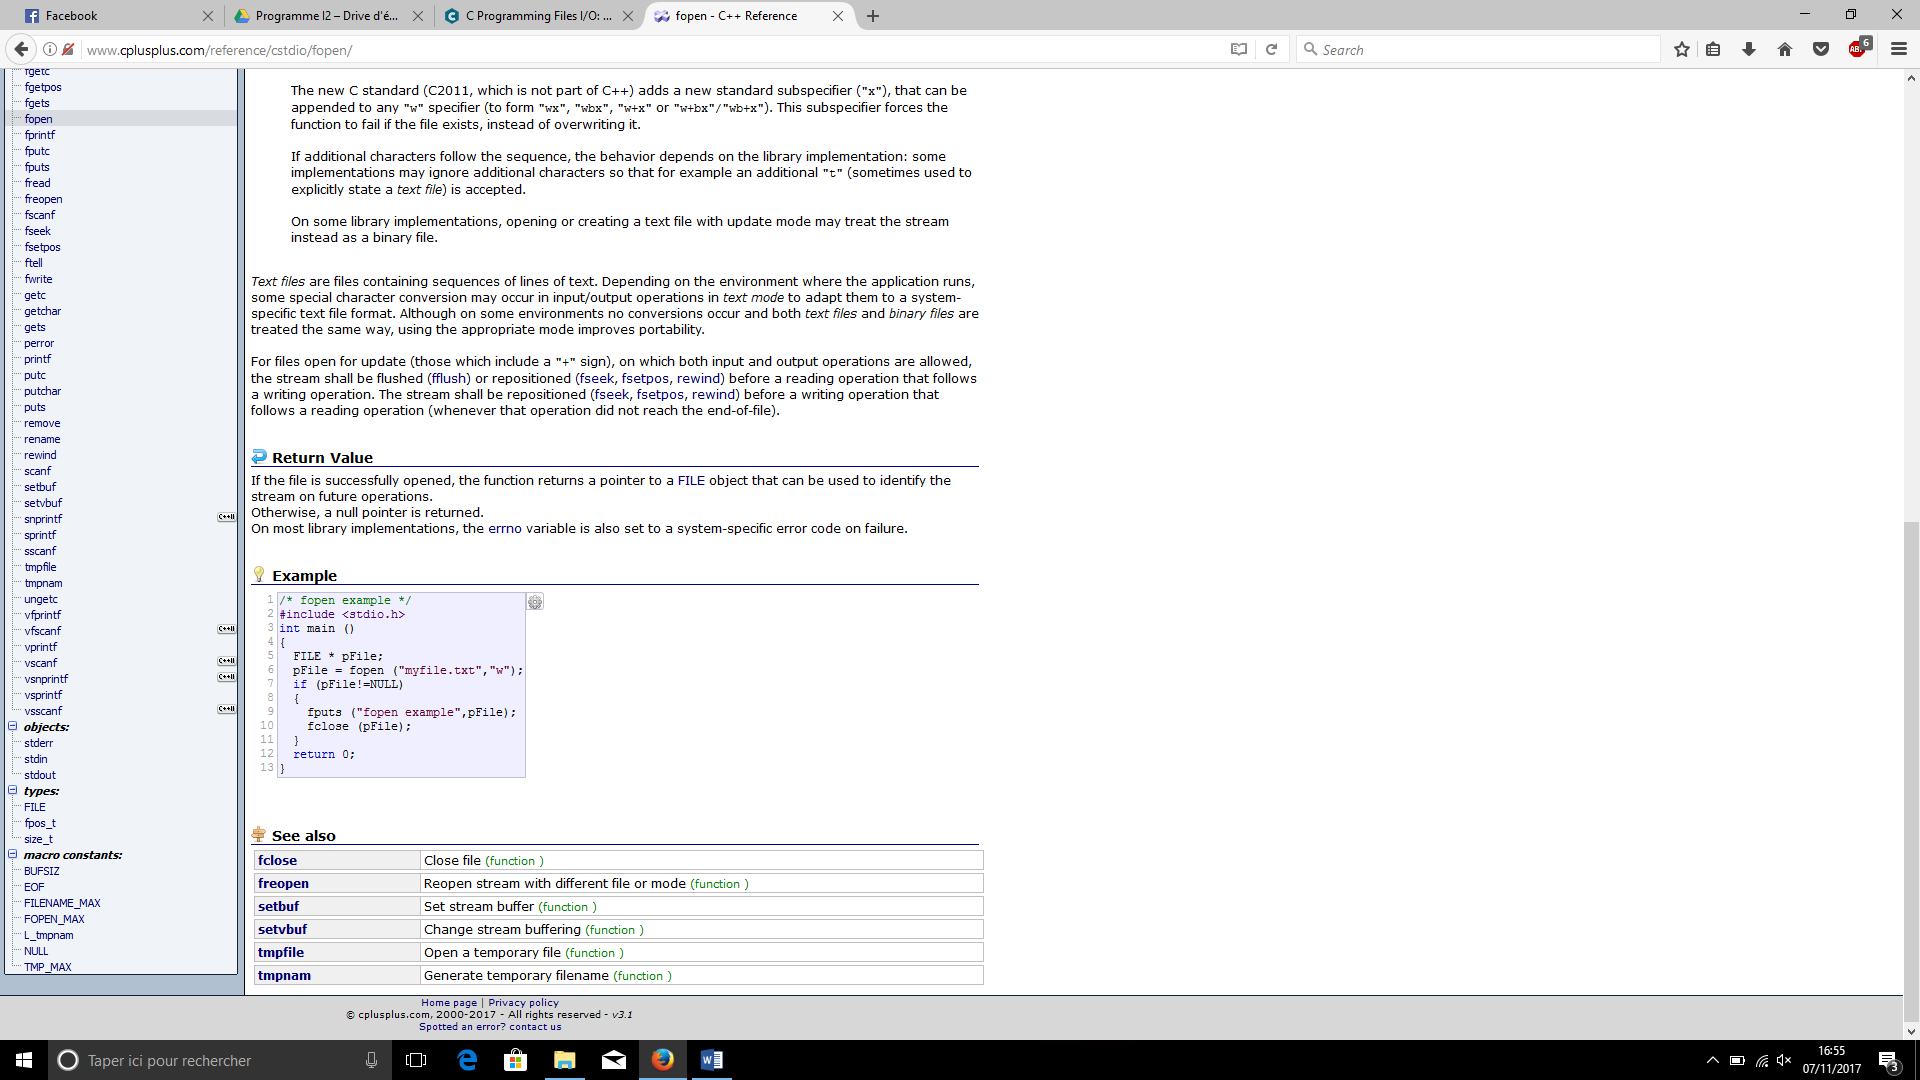 Facebook
Programme I2 – Drive d'é...
C Programming Files I/O: ...
fopen - C++ Reference
www.cplusplus.com/reference/cstdio/fopen/
Search
ABP
6
fgetc
fgetpos
fgets
fopen
fprintf
fputc
fputs
fread
freopen
fscanf
fseek
fsetpos
ftell
fwrite
getc
getchar
gets
perror
printf
putc
putchar
puts
remove
rename
rewind
scanf
setbuf
setvbuf
snprintf C++11
sprintf
sscanf
tmpfile
tmpnam
ungetc
vfprintf
vfscanf C++11
vprintf
vscanf C++11
vsnprintf C++11
vsprintf
vsscanf C++11
objects:
stderr
stdin
stdout
types:
FILE
fpos_t
size_t
macro constants:
BUFSIZ
EOF
FILENAME_MAX
FOPEN_MAX
L_tmpnam
NULL
TMP_MAX
The new C standard (C2011, which is not part of C++) adds a new standard subspecifier ("x"), that can be
appended to any "w" specifier (to form "wx", "wbx", "w+x" or "w+bx"/"wb+x"). This subspecifier forces the
function to fail if the file exists, instead of overwriting it.
If additional characters follow the sequence, the behavior depends on the library implementation: some
implementations may ignore additional characters so that for example an additional "t" (sometimes used to
explicitly state a text file) is accepted.
On some library implementations, opening or creating a text file with update mode may treat the stream
instead as a binary file.
Text files are files containing sequences of lines of text. Depending on the environment where the application runs,
some special character conversion may occur in input/output operations in text mode to adapt them to a system-
specific text file format. Although on some environments no conversions occur and both text files and binary files are
treated the same way, using the appropriate mode improves portability.
For files open for update (those which include a "+" sign), on which both input and output operations are allowed,
the stream shall be flushed (fflush) or repositioned (fseek, fsetpos, rewind) before a reading operation that follows
a writing operation. The stream shall be repositioned (fseek, fsetpos, rewind) before a writing operation that
follows a reading operation (whenever that operation did not reach the end-of-file).
Return Value
If the file is successfully opened, the function returns a pointer to a FILE object that can be used to identify the
stream on future operations.
Otherwise, a null pointer is returned.
On most library implementations, the errno variable is also set to a system-specific error code on failure.
Example
1 /* fopen example */
2 #include <stdio.h>
3 int main ()
4 {
5 FILE * pFile;
6 pFile = fopen ("myfile.txt","w");
7 if (pFile!=NULL)
8 {
9 fputs ("fopen example",pFile);
10 fclose (pFile);
11 }
12 return 0;
13 }
See also
fclose Close file (function )
freopen Reopen stream with different file or mode (function )
setbuf Set stream buffer (function )
setvbuf Change stream buffering (function )
tmpfile Open a temporary file (function )
tmpnam Generate temporary filename (function )
Home page | Privacy policy
© cplusplus.com, 2000-2017 - All rights reserved - v3.1
Spotted an error? contact us
Taper ici pour rechercher
16:55
07/11/2017
3